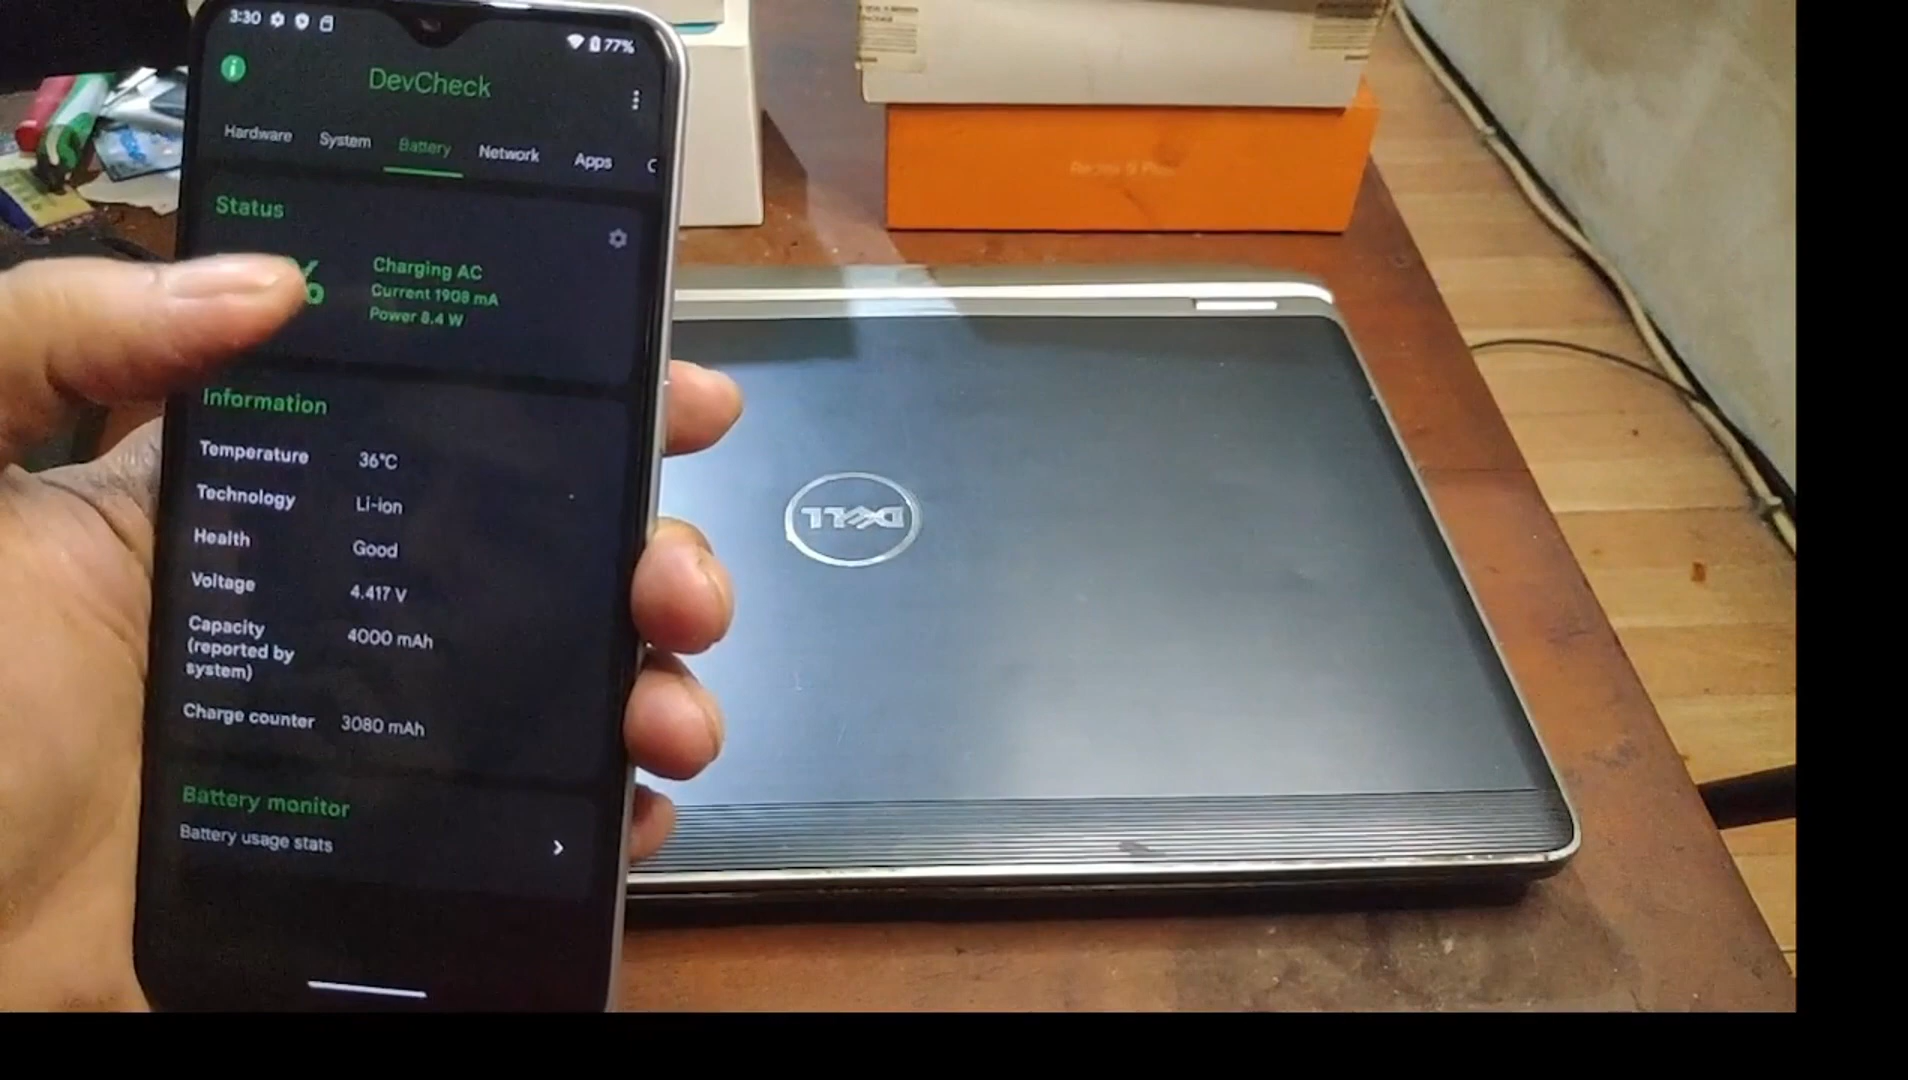 3:30
77%
DevCheck
Hardware System Battery Network Apps C
Status
%
Charging AC
Current 1908 mA
Power 8.4 W
Information
Temperature 36°C
Technology Li-ion
Health Good
Voltage 4.417 V
Capacity (reported by system) 4000 mAh
Charge counter 3080 mAh
Battery monitor
Battery usage stats
DELL